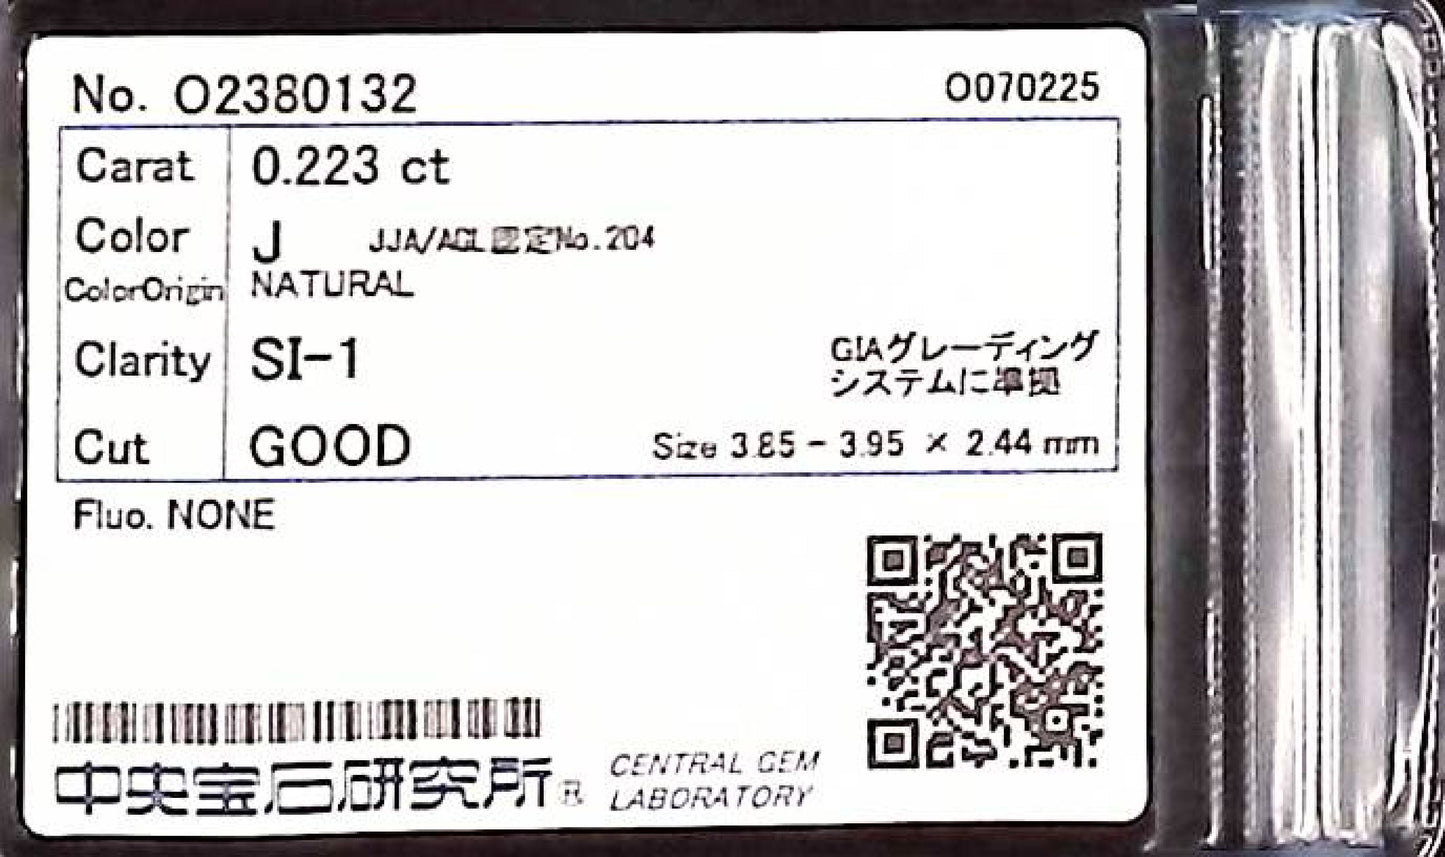 No. O2380132 O070225
Carat 0.223 ct
Color J JJA/AGL認定No.204
ColorOrigin NATURAL
Clarity SI-1 GIAグレーディング
システムに準拠
Cut GOOD Size 3.85 - 3.95 × 2.44 mm
Fluo. NONE
中央宝石研究所® CENTRAL GEM
LABORATORY